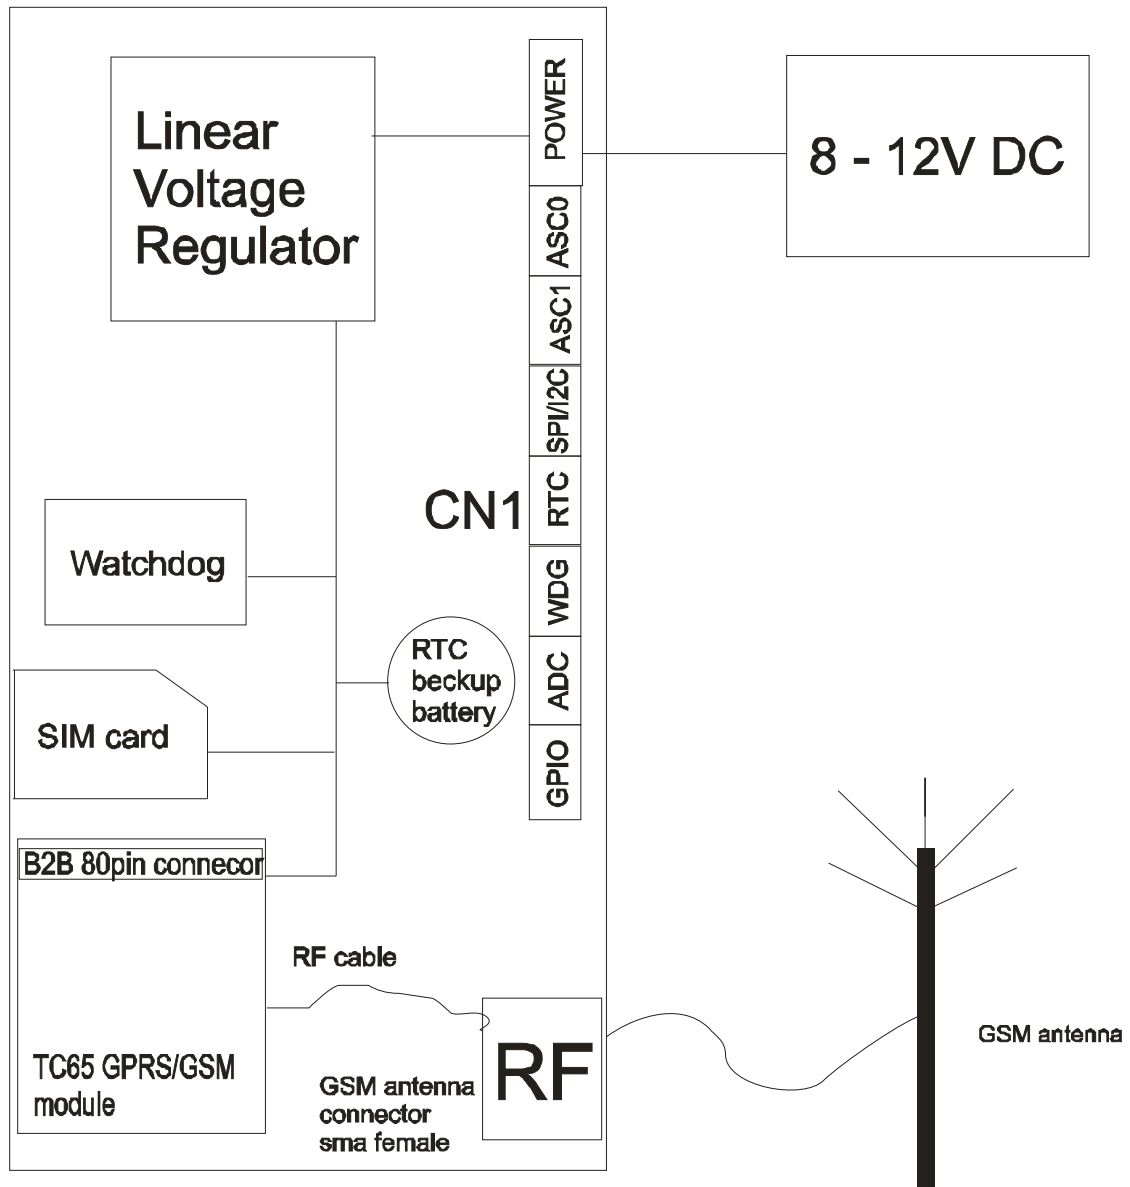 Linear
Voltage
Regulator
POWER
8 - 12V DC
ASC0
ASC1
SPI/I2C
CN1
RTC
WDG
ADC
GPIO
Watchdog
RTC
beckup
battery
SIM card
B2B 80pin connecor
TC65 GPRS/GSM
module
RF cable
RF
GSM antenna
connector
sma female
GSM antenna